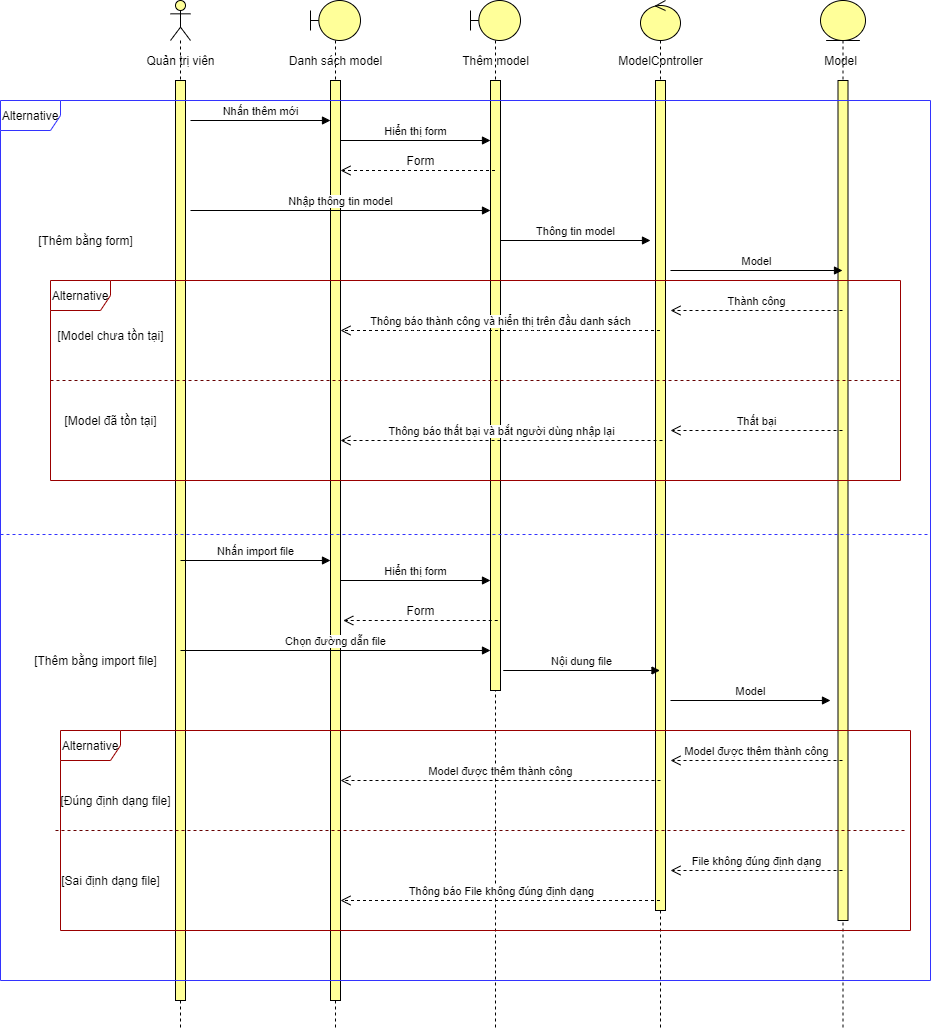 Quản trị viên
Danh sách model
Thêm model
ModelController
Model
Alternative
Nhấn thêm mới
Hiển thị form
Form
Nhập thông tin model
Thông tin model
[Thêm bằng form]
Model
Alternative
Thành công
Thông báo thành công và hiển thị trên đầu danh sách
[Model chưa tồn tại]
[Model đã tồn tại]
Thất bại
Thông báo thất bại và bắt người dùng nhập lại
Nhấn import file
Hiển thị form
Form
Chọn đường dẫn file
[Thêm bằng import file]
Nội dung file
Model
Alternative
Model được thêm thành công
Model được thêm thành công
[Đúng định dạng file]
File không đúng định dạng
[Sai định dạng file]
Thông báo File không đúng định dạng